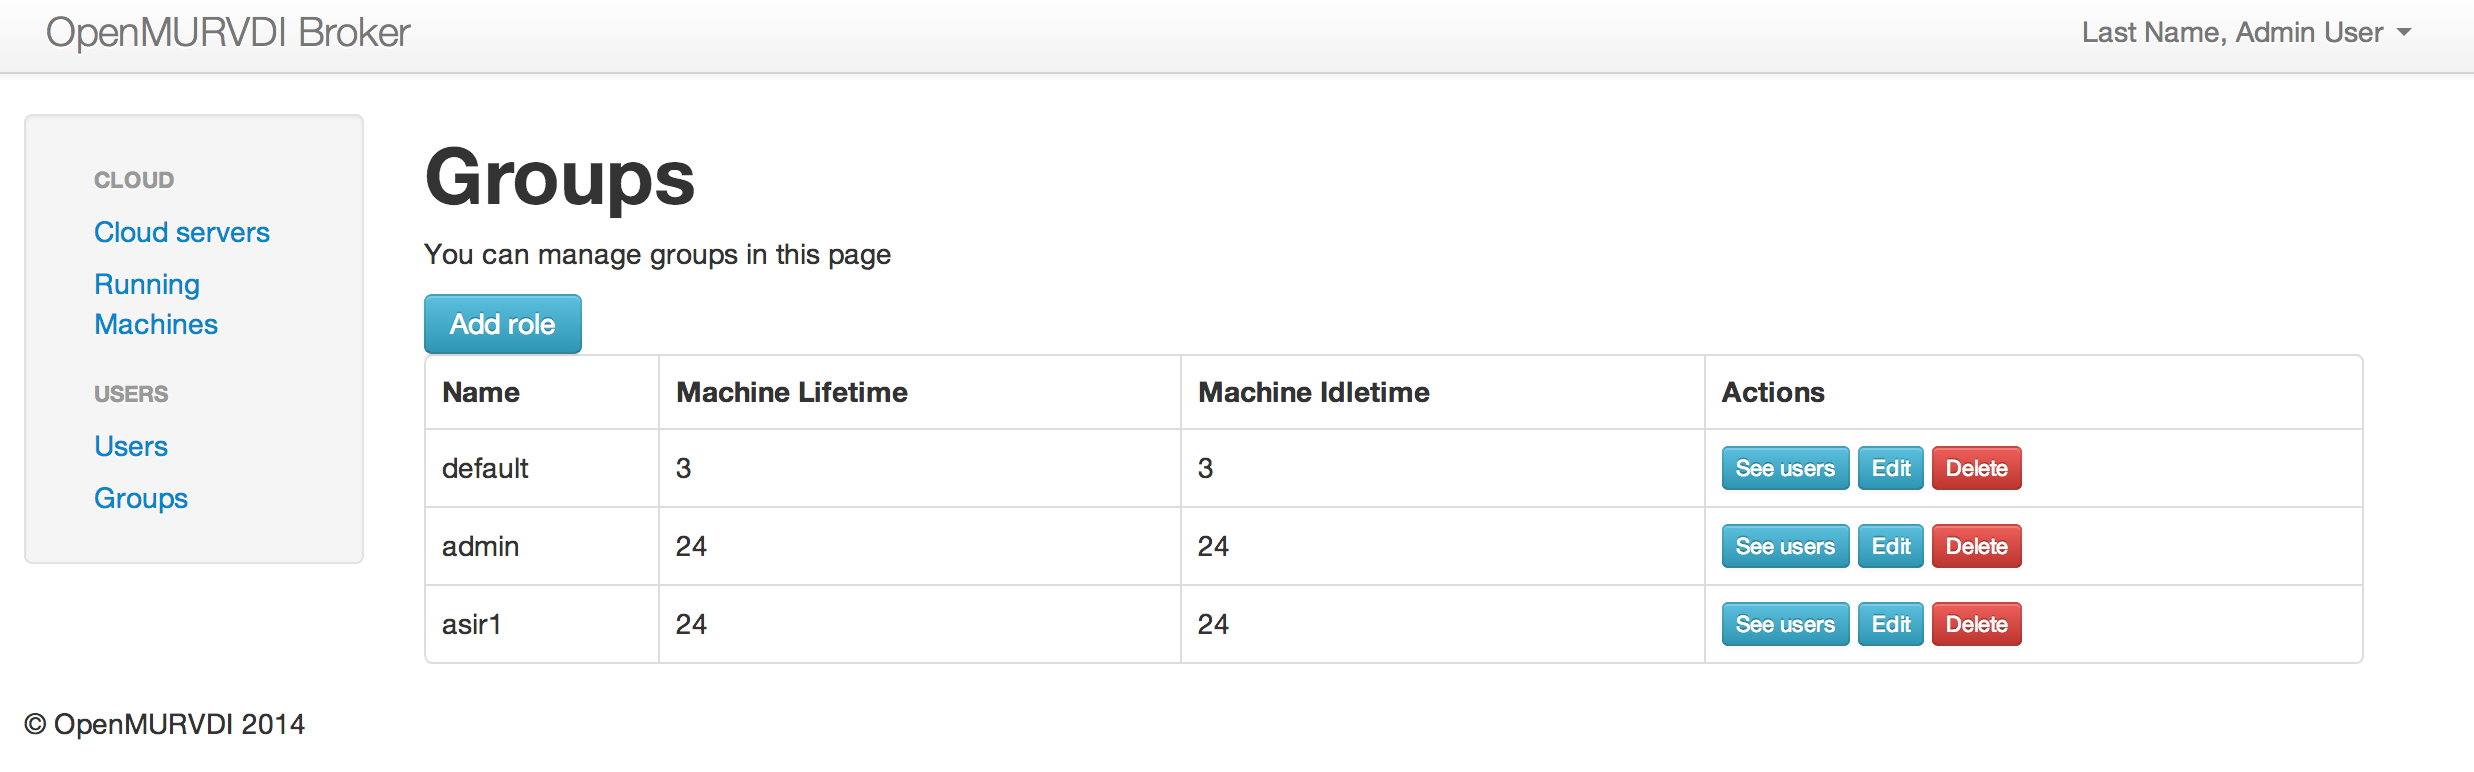 OpenMURVDI Broker
Last Name, Admin User
CLOUD
Cloud servers
Running
Machines
USERS
Users
Groups
Groups
You can manage groups in this page
Add role
Name Machine Lifetime Machine Idletime Actions
default 3 3 See users Edit Delete
admin 24 24 See users Edit Delete
asir1 24 24 See users Edit Delete
© OpenMURVDI 2014